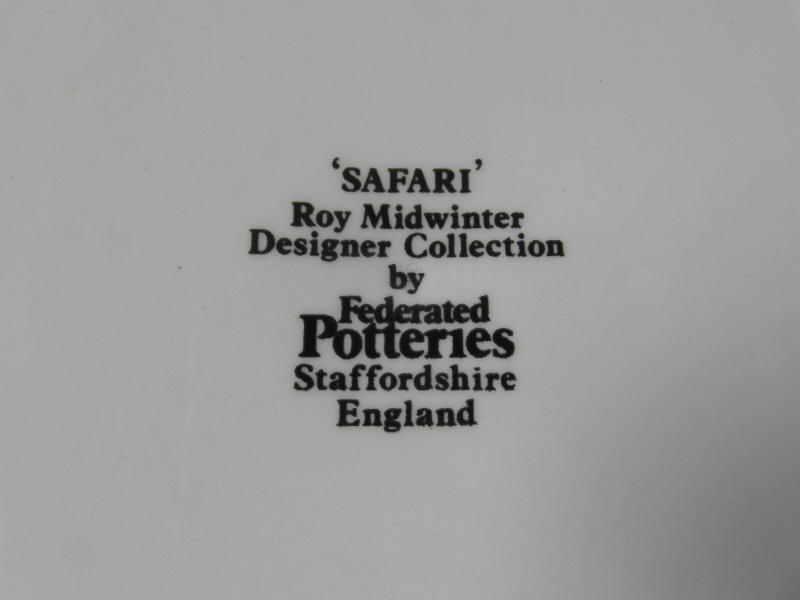 ‘SAFARI’
Roy Midwinter
Designer Collection
by
Federated
Potteries
Staffordshire
England